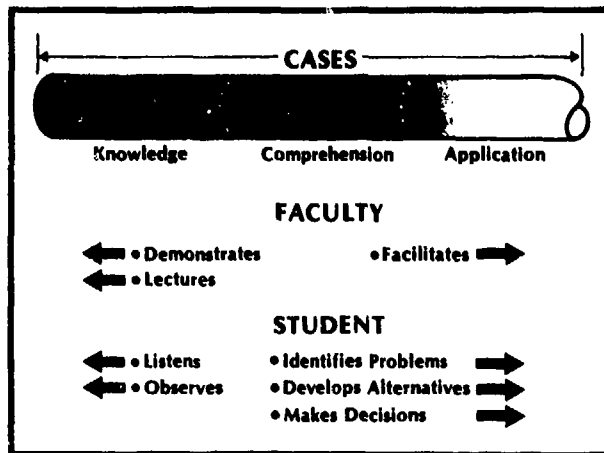 CASES
Knowledge Comprehension Application
FACULTY
• Demonstrates • Facilitates
• Lectures
STUDENT
• Listens • Identifies Problems
• Observes • Develops Alternatives
• Makes Decisions